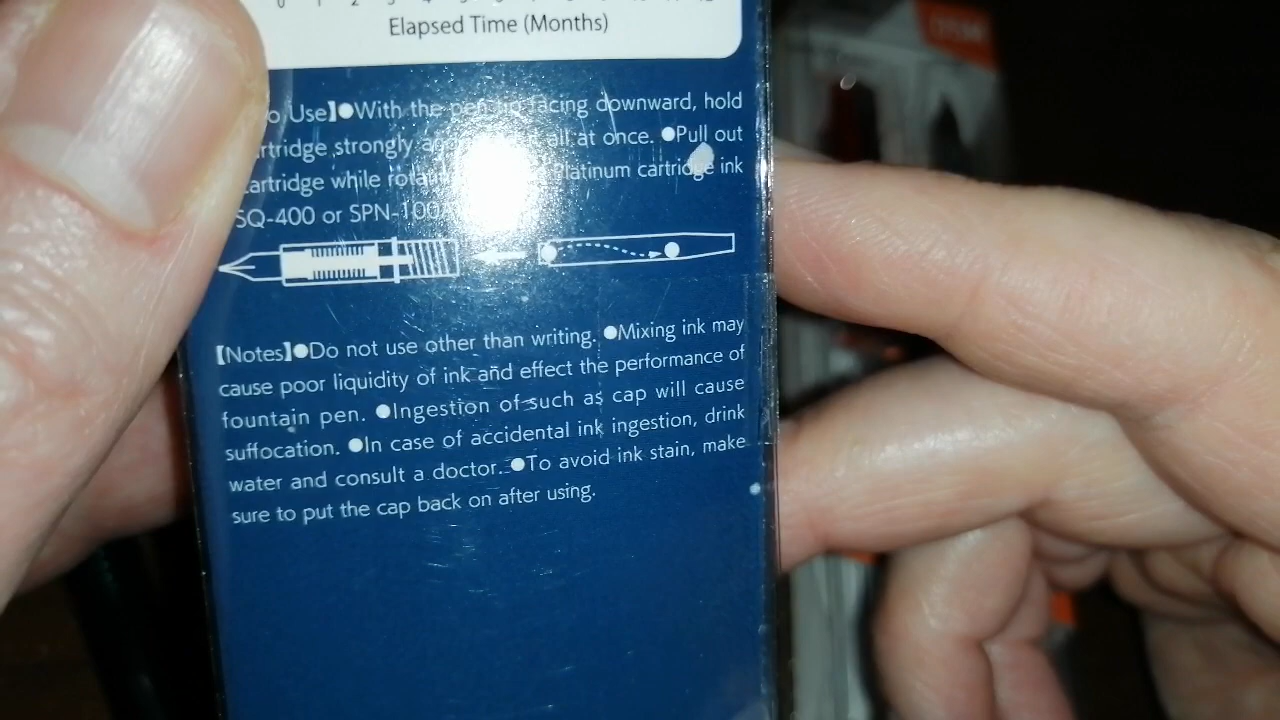 Elapsed Time (Months)
o Use]●With the pen tip facing downward, hold
rtridge strongly all at once. ●Pull out
cartridge while Platinum cartridge ink
SQ-400 or SPN-100A
【Notes】●Do not use other than writing. ●Mixing ink may
cause poor liquidity of ink and effect the performance of
fountain pen. ●Ingestion of such as cap will cause
suffocation. ●In case of accidental ink ingestion, drink
water and consult a doctor. ●To avoid ink stain, make
sure to put the cap back on after using.